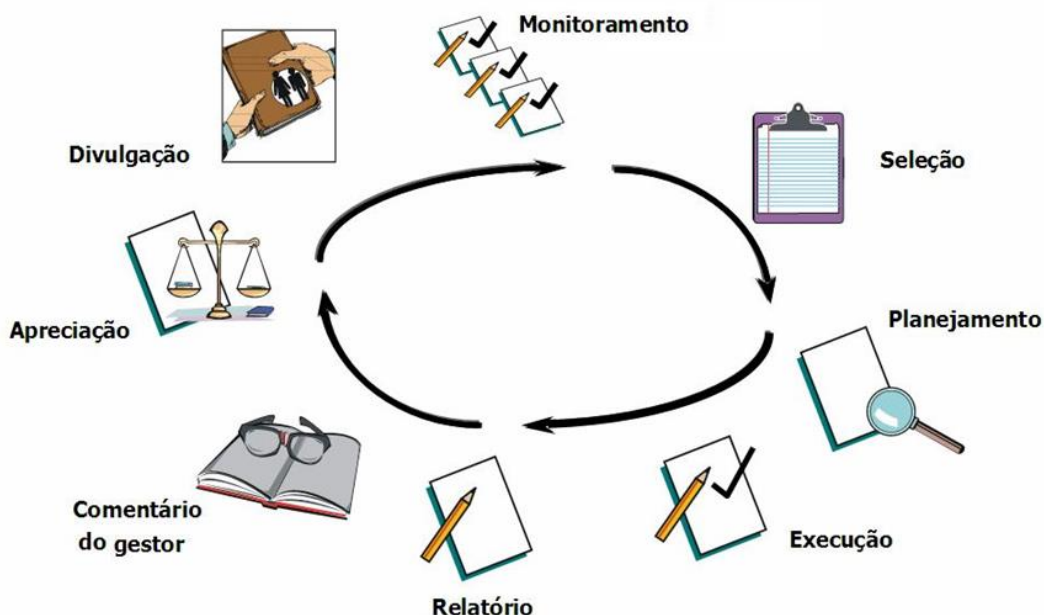 Monitoramento
Divulgação
Seleção
Apreciação
Planejamento
Comentário
do gestor
Execução
Relatório